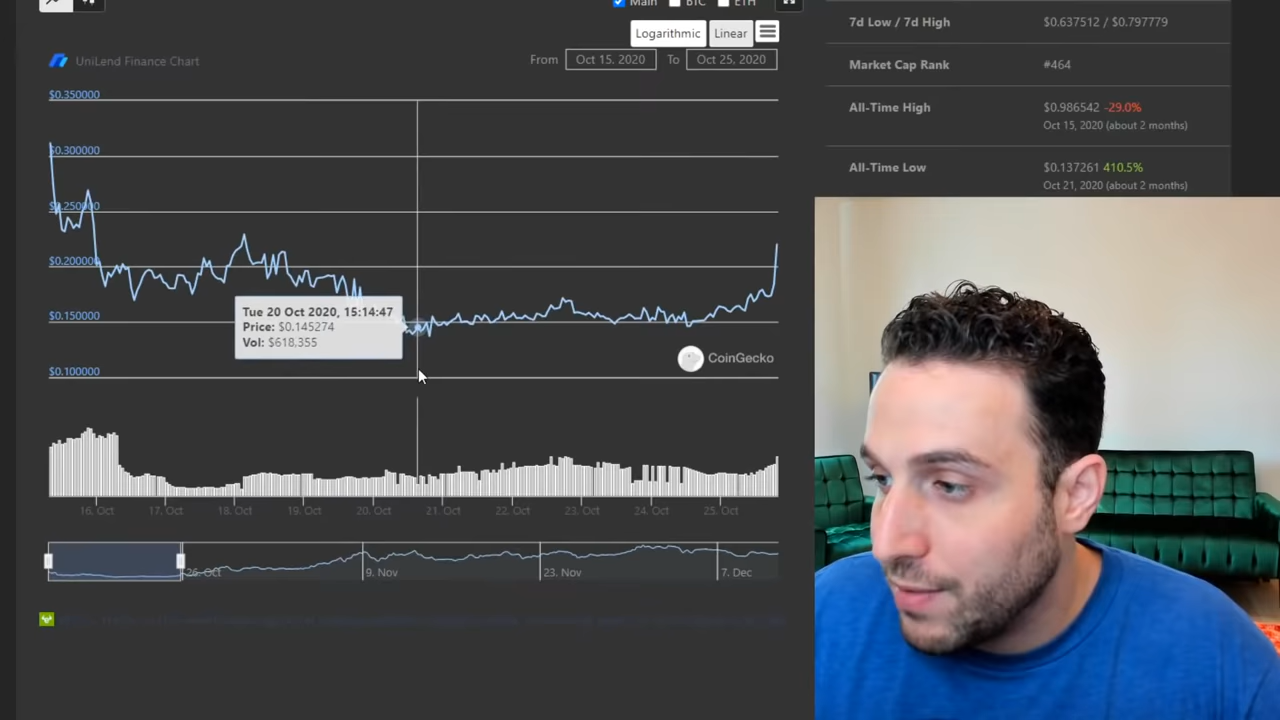 Main
BTC
ETH
Logarithmic
Linear
UniLend Finance Chart
From Oct 15, 2020 To Oct 25, 2020
$0.350000
$0.300000
$0.250000
$0.200000
$0.150000
$0.100000
Tue 20 Oct 2020, 15:14:47
Price: $0.145274
Vol: $618,355
CoinGecko
16. Oct 17. Oct 18. Oct 19. Oct 20. Oct 21. Oct 22. Oct 23. Oct 24. Oct 25. Oct
26. Oct 9. Nov 23. Nov 7. Dec
7d Low / 7d High $0.637512 / $0.797779
Market Cap Rank #464
All-Time High $0.986542 -29.0%
Oct 15, 2020 (about 2 months)
All-Time Low $0.137261 410.5%
Oct 21, 2020 (about 2 months)